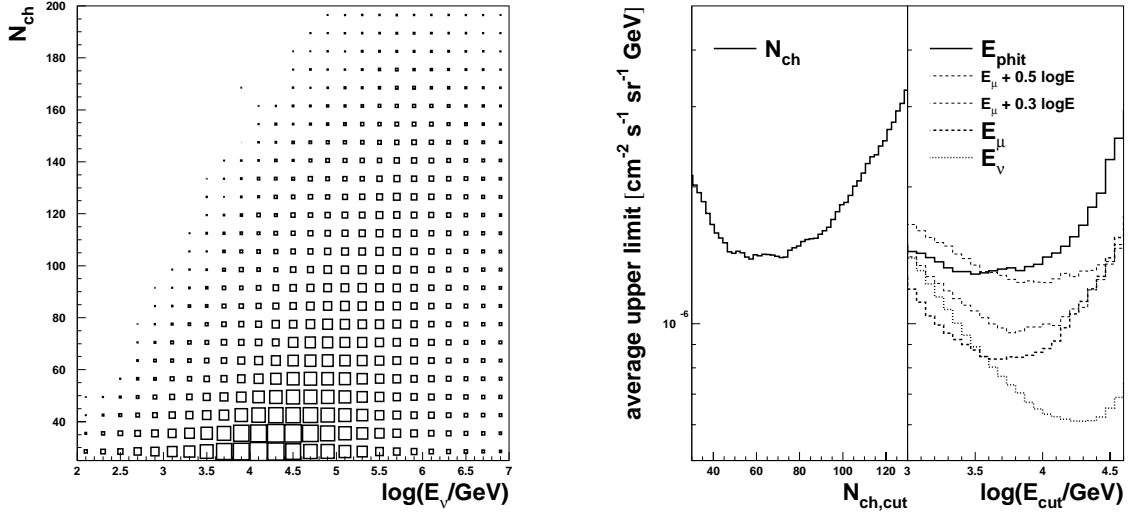 N_ch
200
180
160
140
120
100
80
60
40
2 2.5 3 3.5 4 4.5 5 5.5 6 6.5 7
log(E_ν/GeV)
average upper limit [cm⁻² s⁻¹ sr⁻¹ GeV]
10⁻⁶
N_ch
40 60 80 100 120
N_ch,cut
E_phit
E_μ + 0.5 logE
E_μ + 0.3 logE
E_μ
E_ν
3 3.5 4 4.5
log(E_cut/GeV)